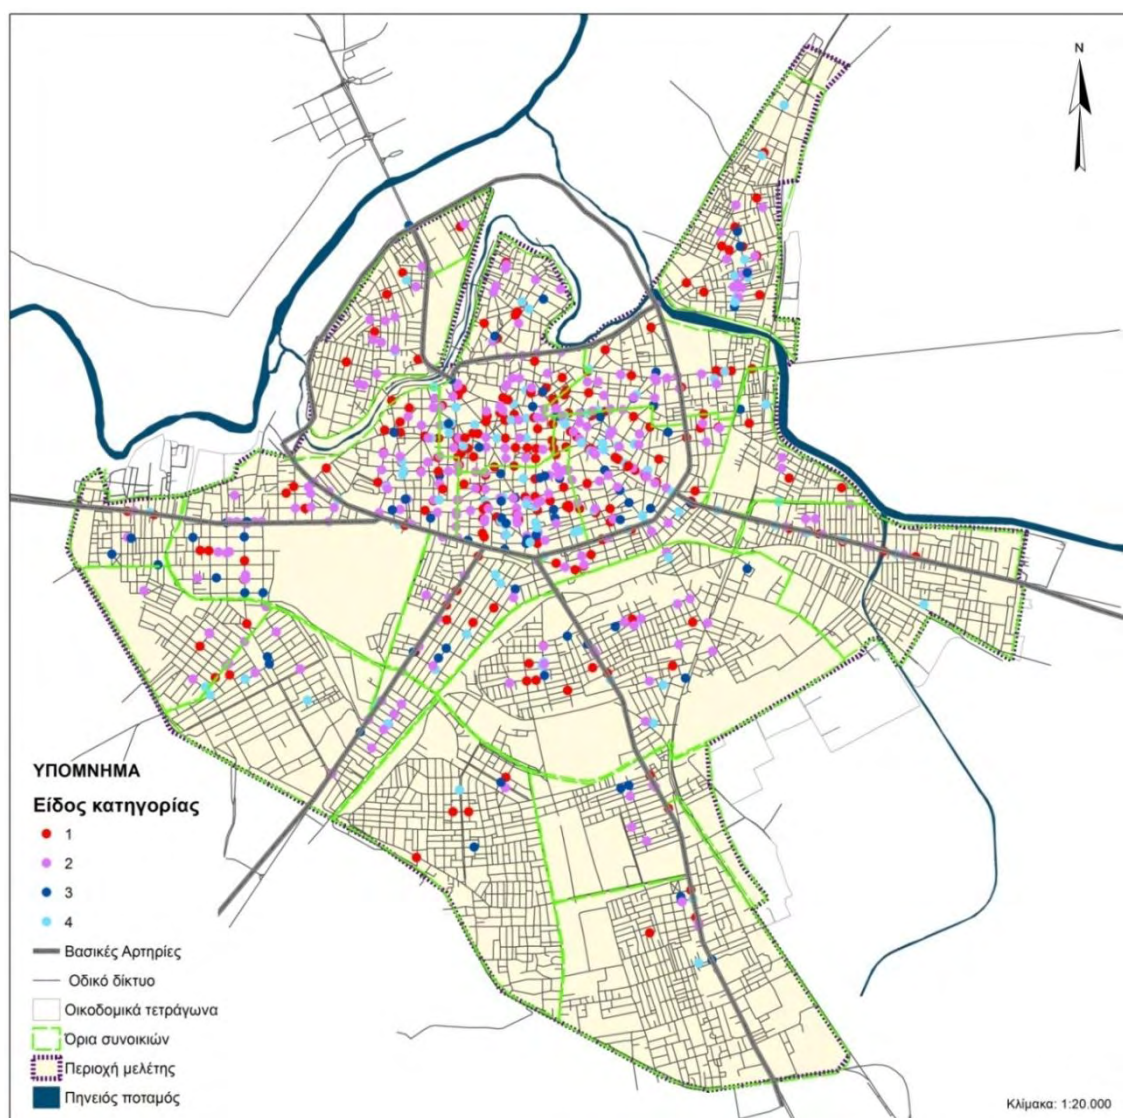 N
ΥΠΟΜΝΗΜΑ
Είδος κατηγορίας
1
2
3
4
Βασικές Αρτηρίες
Οδικό δίκτυο
Οικοδομικά τετράγωνα
Όρια συνοικιών
Περιοχή μελέτης
Πηνειός ποταμός
Κλίμακα: 1:20.000